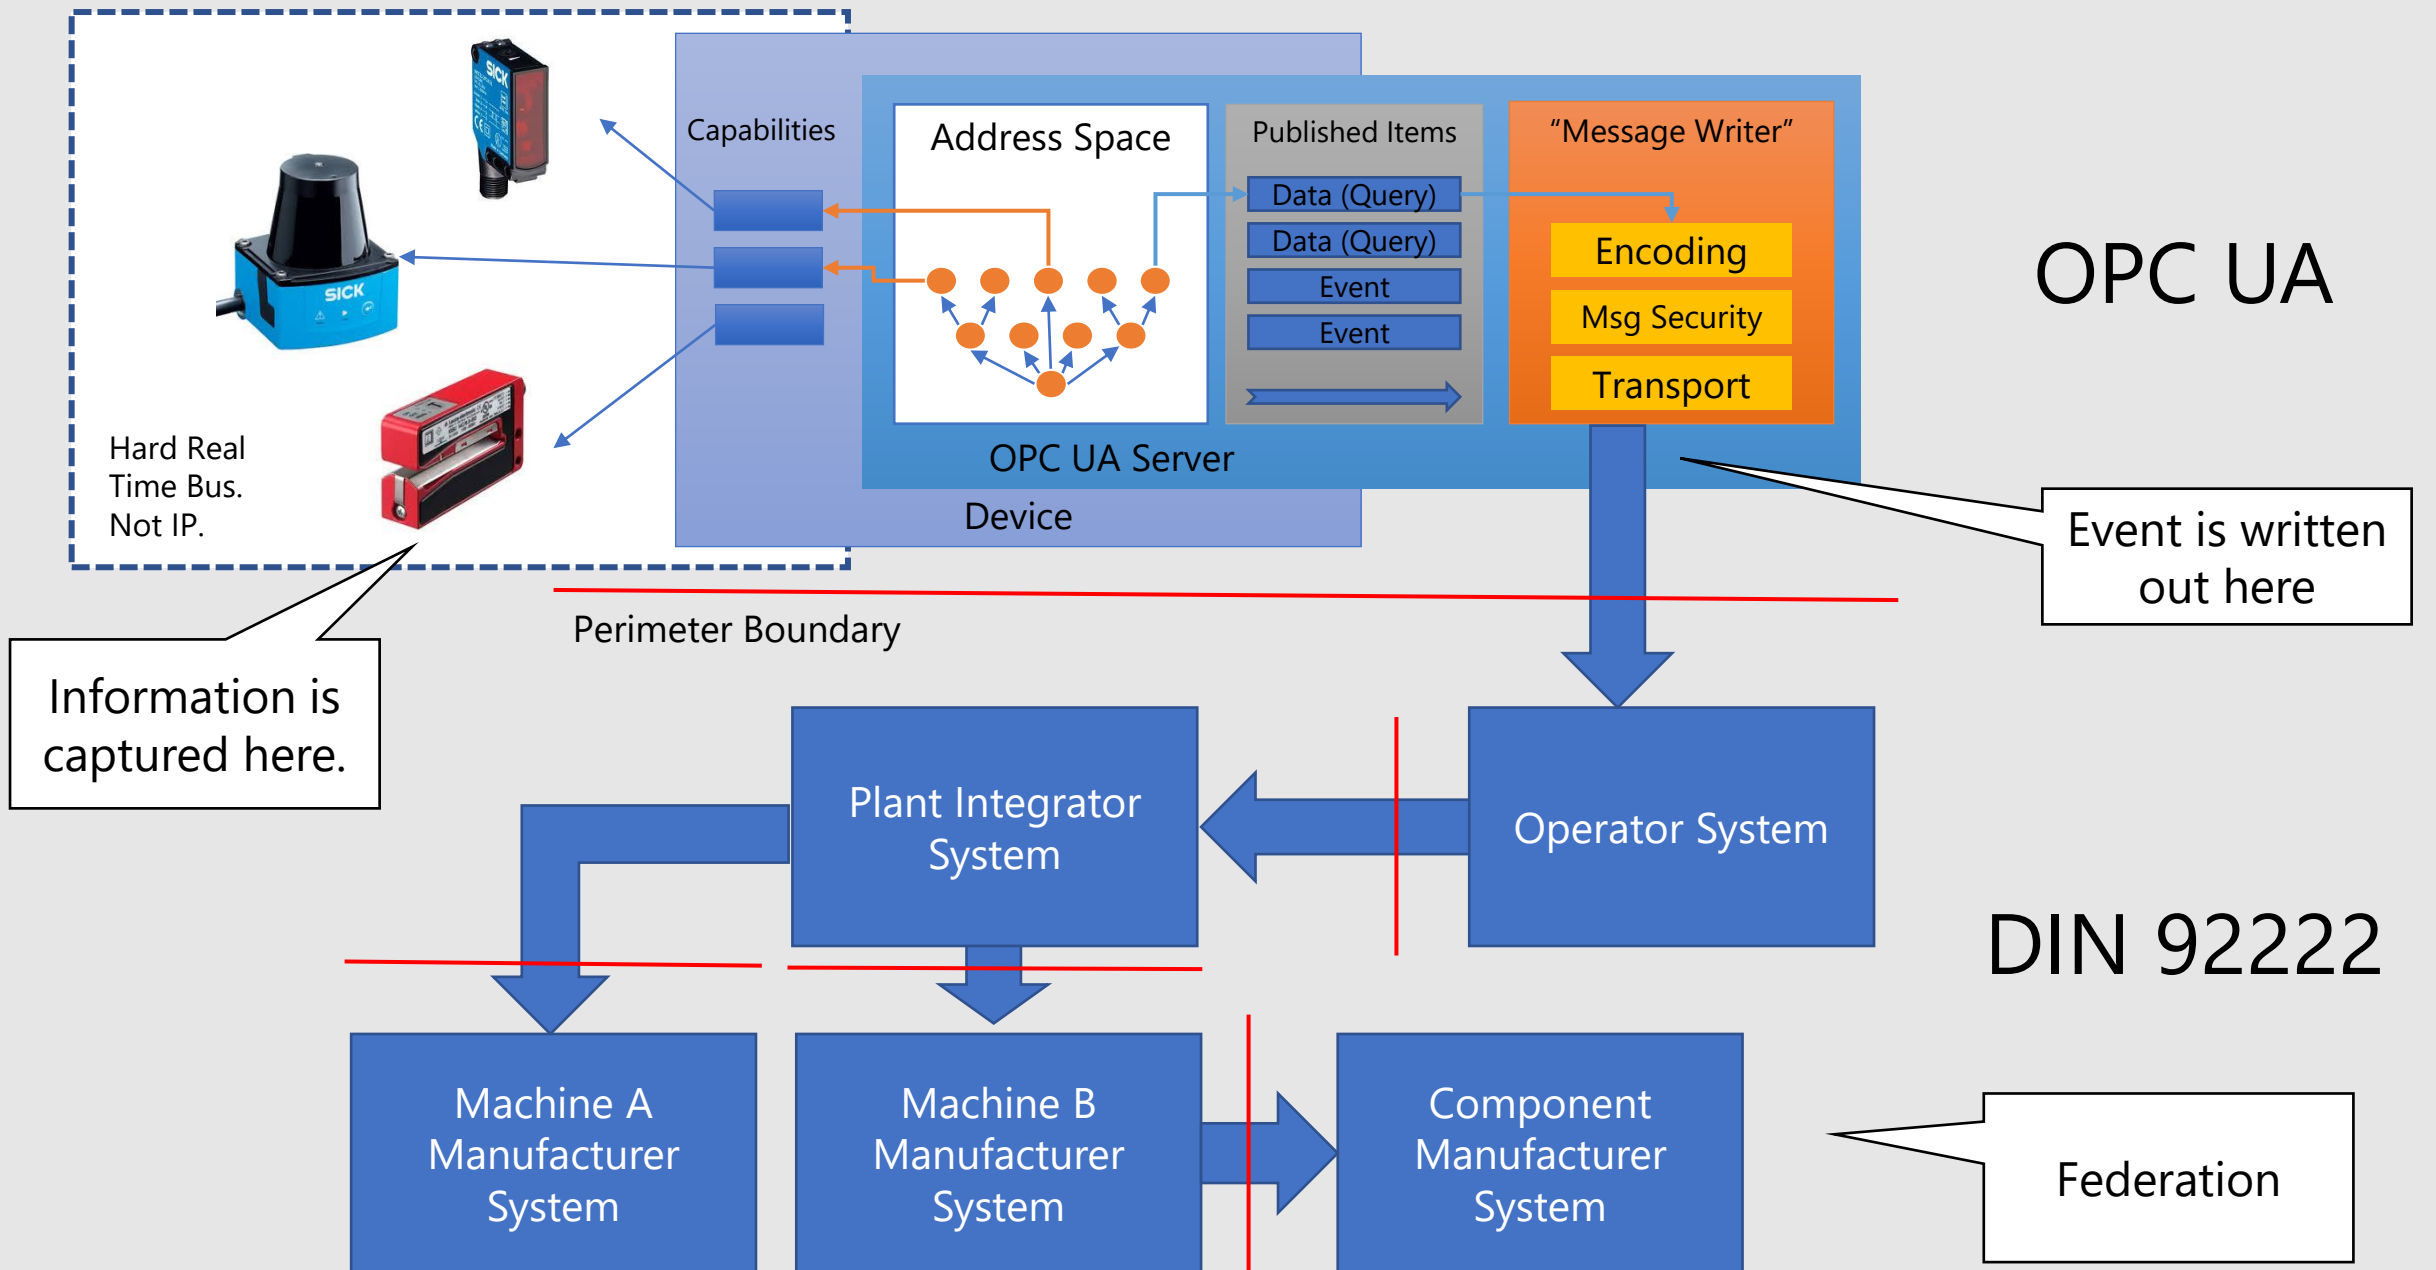 SICK
SICK
Hard Real
Time Bus.
Not IP.
Capabilities
Address Space
Published Items
Data (Query)
Data (Query)
Event
Event
"Message Writer"
Encoding
Msg Security
Transport
OPC UA Server
Device
OPC UA
Event is written
out here
Perimeter Boundary
Information is
captured here.
Plant Integrator
System
Operator System
DIN 92222
Machine A
Manufacturer
System
Machine B
Manufacturer
System
Component
Manufacturer
System
Federation